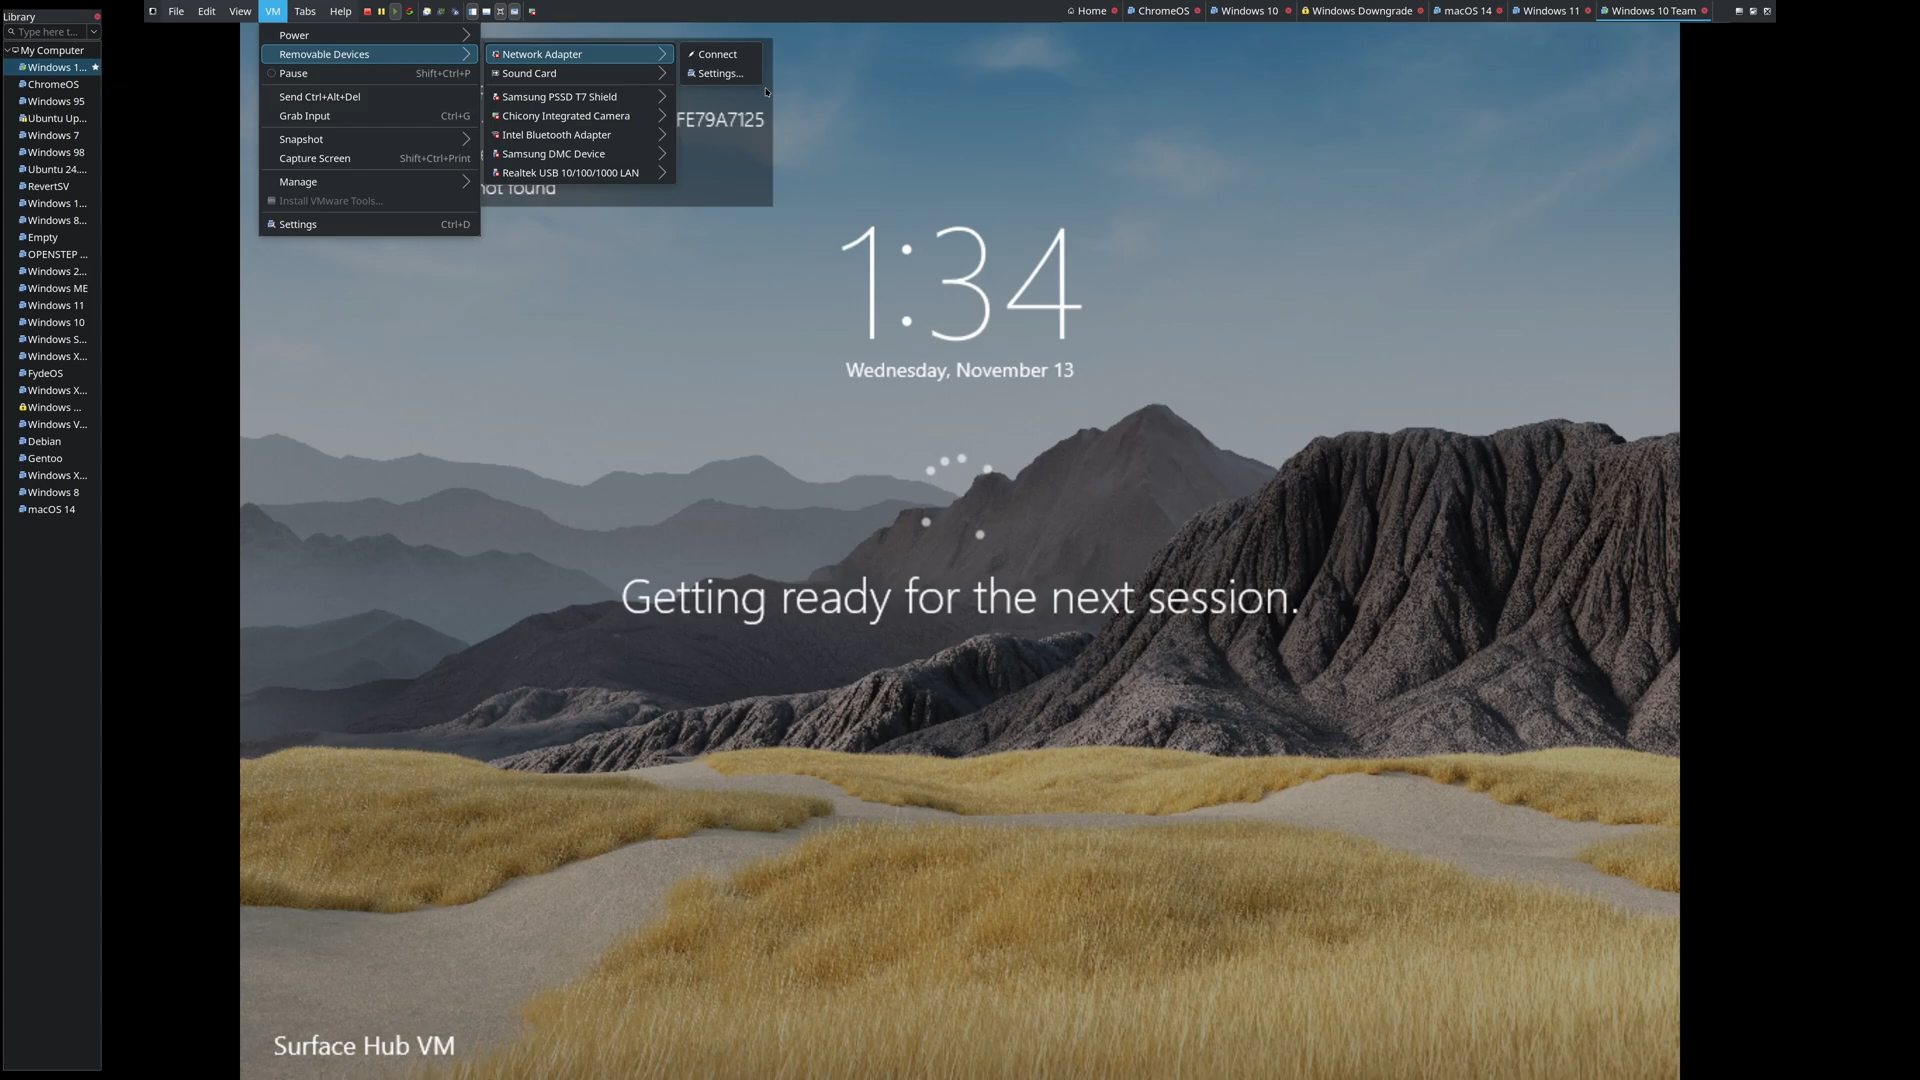 Library
Type here t...
My Computer
Windows 1...
ChromeOS
Windows 95
Ubuntu Up...
Windows 7
Windows 98
Ubuntu 24....
RevertSV
Windows 1...
Windows 8...
Empty
OPENSTEP ...
Windows 2...
Windows ME
Windows 11
Windows 10
Windows S...
Windows X...
FydeOS
Windows X...
Windows ...
Windows V...
Debian
Gentoo
Windows X...
Windows 8
macOS 14
File Edit View VM Tabs Help
Home ChromeOS Windows 10 Windows Downgrade macOS 14 Windows 11 Windows 10 Team
Power
Removable Devices
Pause Shift+Ctrl+P
Send Ctrl+Alt+Del
Grab Input Ctrl+G
Snapshot
Capture Screen Shift+Ctrl+Print
Manage
Install VMware Tools...
Settings Ctrl+D
Network Adapter
Sound Card
Samsung PSSD T7 Shield
Chicony Integrated Camera
Intel Bluetooth Adapter
Samsung DMC Device
Realtek USB 10/100/1000 LAN
Connect
Settings...
FE79A7125
not found
1:34
Wednesday, November 13
Getting ready for the next session.
Surface Hub VM